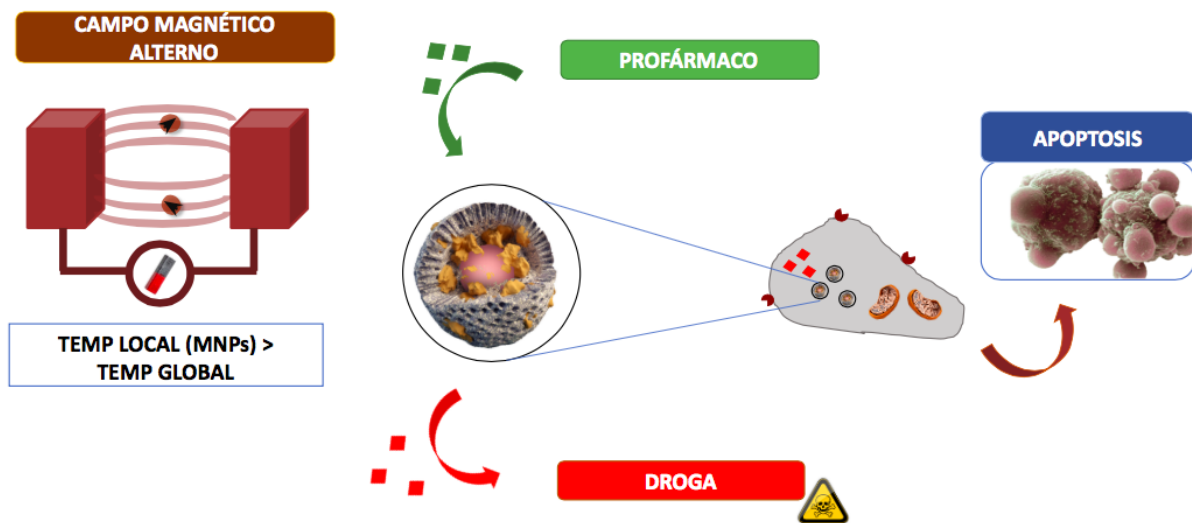 CAMPO MAGNÉTICO
ALTERNO
PROFÁRMACO
APOPTOSIS
TEMP LOCAL (MNPs) >
TEMP GLOBAL
DROGA